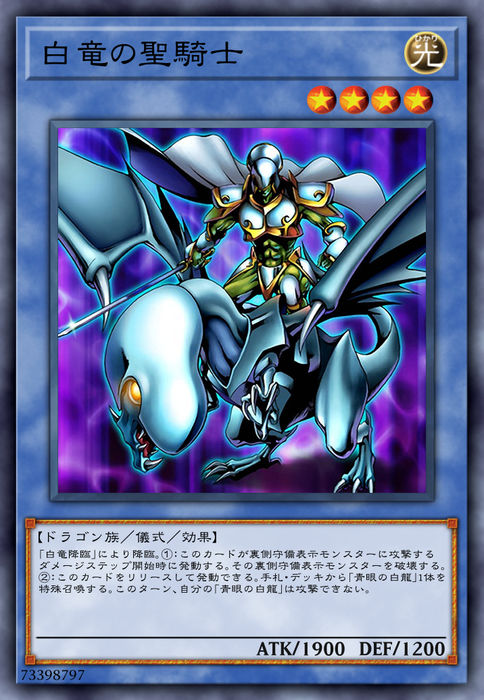 白竜の聖騎士
ひかり
光
【ドラゴン族／儀式／効果】
「白竜降臨」により降臨。①：このカードが裏側守備表示モンスターに攻撃する
ダメージステップ開始時に発動する。その裏側守備表示モンスターを破壊する。
②：このカードをリリースして発動できる。手札・デッキから「青眼の白龍」1体を
特殊召喚する。このターン、自分の「青眼の白龍」は攻撃できない。
ATK/1900 DEF/1200
73398797